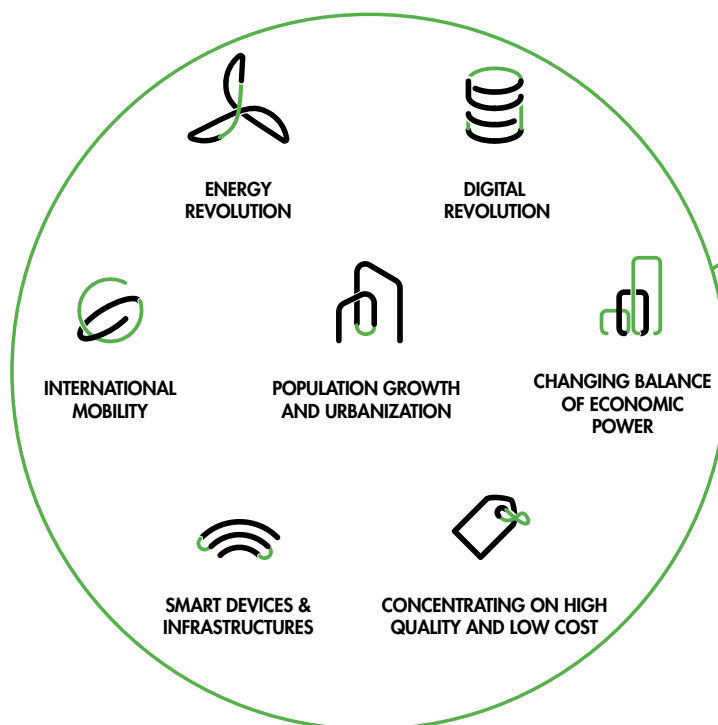 ENERGY
REVOLUTION
DIGITAL
REVOLUTION
INTERNATIONAL
MOBILITY
POPULATION GROWTH
AND URBANIZATION
CHANGING BALANCE
OF ECONOMIC
POWER
SMART DEVICES &
INFRASTRUCTURES
CONCENTRATING ON HIGH
QUALITY AND LOW COST